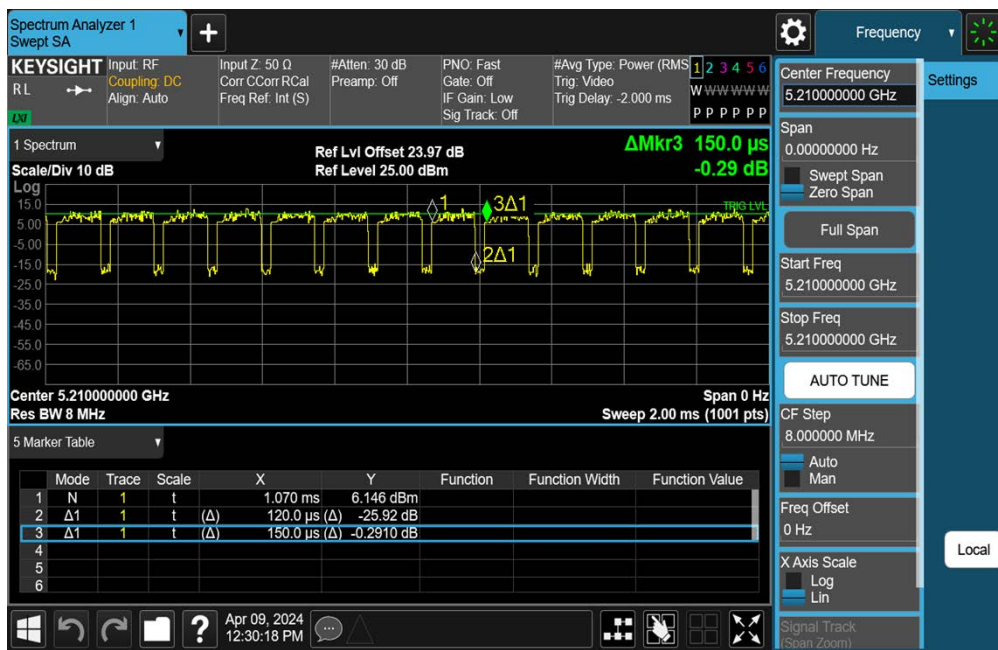 Spectrum Analyzer 1
Swept SA
+
Frequency
KEYSIGHT
RL
LXI
Input: RF
Coupling: DC
Align: Auto
Input Z: 50 Ω
Corr CCorr RCal
Freq Ref: Int (S)
#Atten: 30 dB
Preamp: Off
PNO: Fast
Gate: Off
IF Gain: Low
Sig Track: Off
#Avg Type: Power (RMS
Trig: Video
Trig Delay: -2.000 ms
1 2 3 4 5 6
W W W W W W
P P P P P P
1 Spectrum
Scale/Div 10 dB
Ref Lvl Offset 23.97 dB
Ref Level 25.00 dBm
ΔMkr3 150.0 µs
-0.29 dB
Log
15.0
5.00
-5.00
-15.0
-25.0
-35.0
-45.0
-55.0
-65.0
1
3Δ1
2Δ1
TRIG LVL
Center 5.210000000 GHz
Res BW 8 MHz
Span 0 Hz
Sweep 2.00 ms (1001 pts)
5 Marker Table
Mode Trace Scale X Y Function Function Width Function Value
1 N 1 t 1.070 ms 6.146 dBm
2 Δ1 1 t (Δ) 120.0 µs (Δ) -25.92 dB
3 Δ1 1 t (Δ) 150.0 µs (Δ) -0.2910 dB
4
5
6
Center Frequency
5.210000000 GHz
Span
0.00000000 Hz
Swept Span
Zero Span
Full Span
Start Freq
5.210000000 GHz
Stop Freq
5.210000000 GHz
AUTO TUNE
CF Step
8.000000 MHz
Auto
Man
Freq Offset
0 Hz
X Axis Scale
Log
Lin
Signal Track
(Span Zoom)
Settings
Local
?
Apr 09, 2024
12:30:18 PM